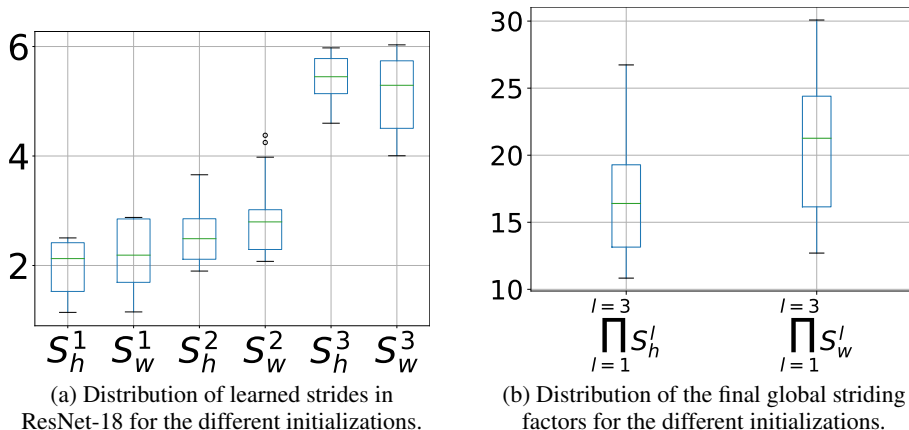 6
4
2
S_h^1 S_w^1 S_h^2 S_w^2 S_h^3 S_w^3
(a) Distribution of learned strides in
ResNet-18 for the different initializations.
30
25
20
15
10
l = 3 l = 3
∏ S_h^l ∏ S_w^l
l = 1 l = 1
(b) Distribution of the final global striding
factors for the different initializations.